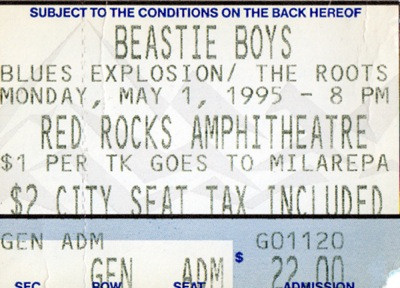 SUBJECT TO THE CONDITIONS ON THE BACK HEREOF
BEASTIE BOYS
BLUES EXPLOSION/ THE ROOTS
MONDAY, MAY 1, 1995 - 8 PM
RED ROCKS AMPHITHEATRE
$1 PER TK GOES TO MILAREPA
$2 CITY SEAT TAX INCLUDED
GEN ADM GO1120
GEN ADM $ 22.00
SEC ROW SEAT ADMISSION